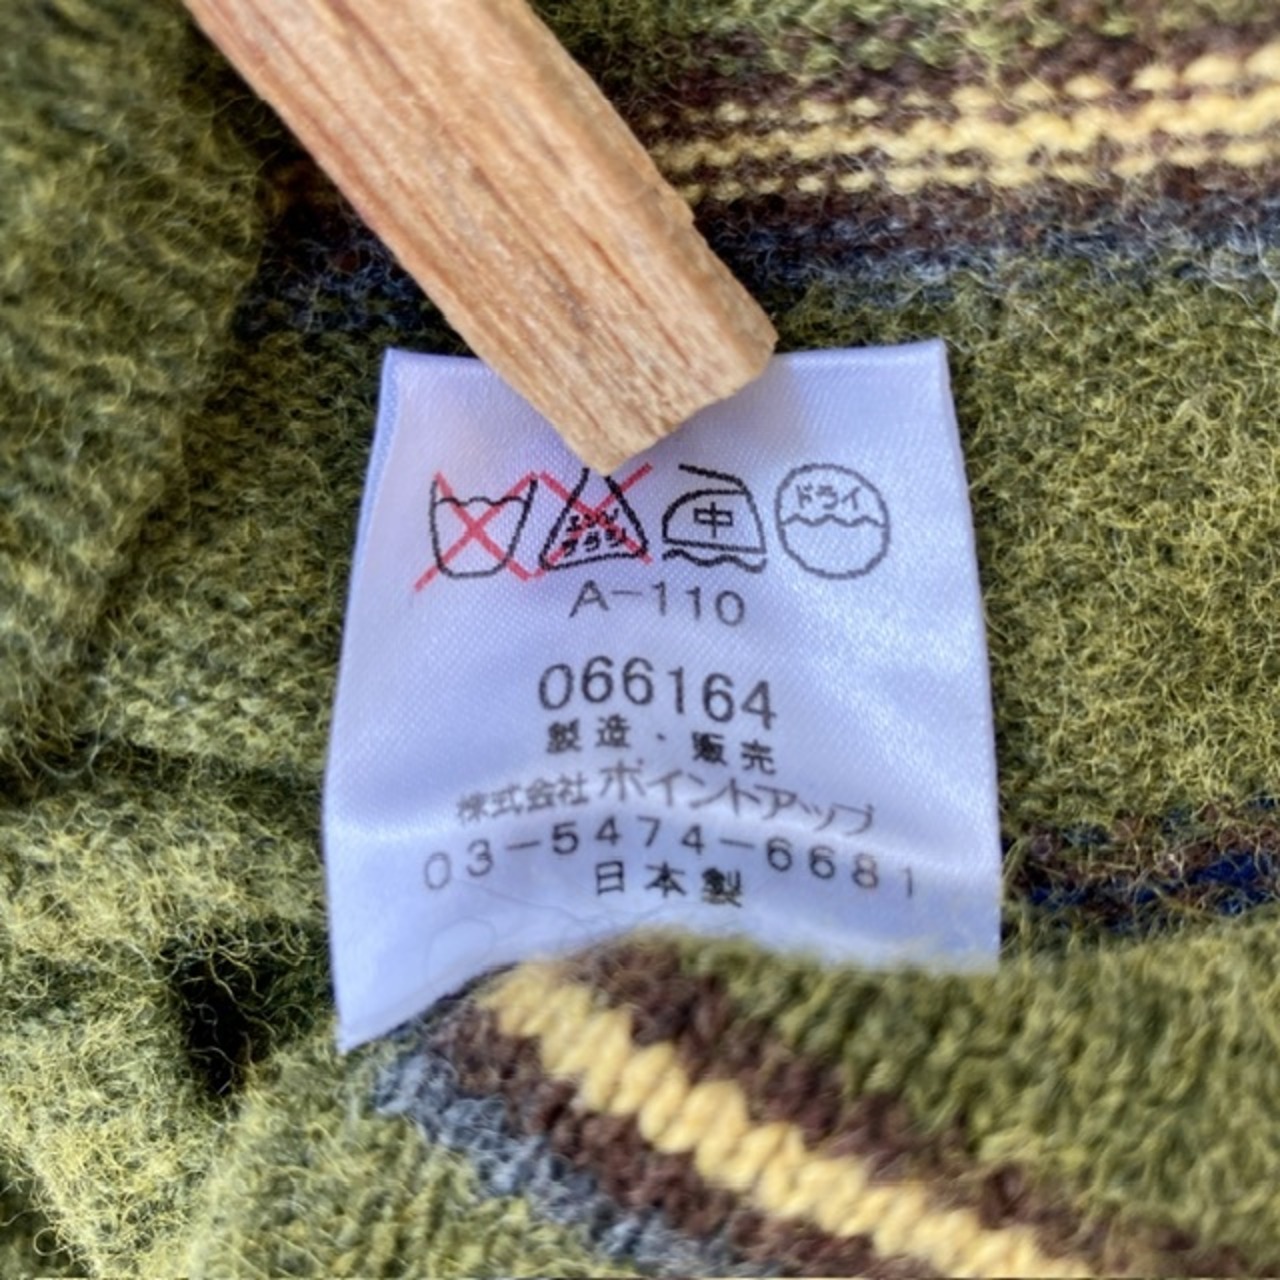 エンソ
サラシ
中
ドライ
A-110
066164
製造・販売
株式会社ポイントアップ
03-5474-6681
日本製